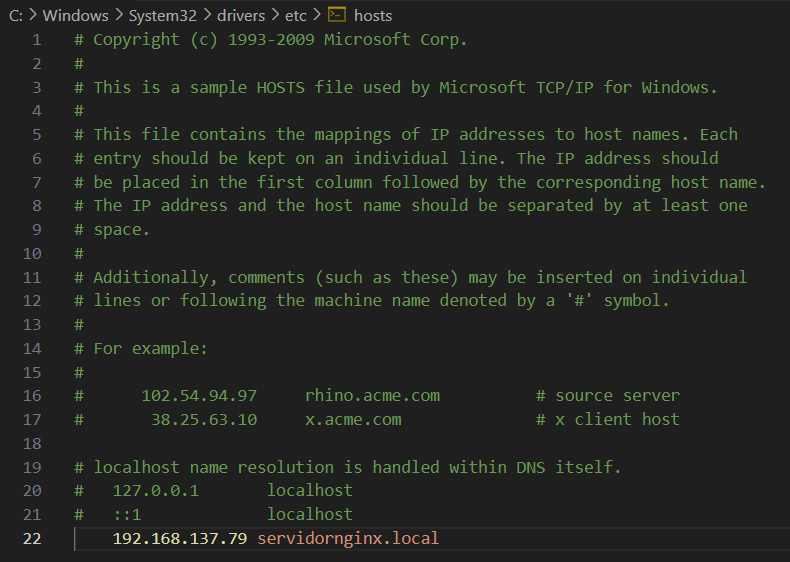 C: > Windows > System32 > drivers > etc > hosts
1 # Copyright (c) 1993-2009 Microsoft Corp.
2 #
3 # This is a sample HOSTS file used by Microsoft TCP/IP for Windows.
4 #
5 # This file contains the mappings of IP addresses to host names. Each
6 # entry should be kept on an individual line. The IP address should
7 # be placed in the first column followed by the corresponding host name.
8 # The IP address and the host name should be separated by at least one
9 # space.
10 #
11 # Additionally, comments (such as these) may be inserted on individual
12 # lines or following the machine name denoted by a '#' symbol.
13 #
14 # For example:
15 #
16 #      102.54.94.97     rhino.acme.com          # source server
17 #       38.25.63.10     x.acme.com              # x client host
18
19 # localhost name resolution is handled within DNS itself.
20 #   127.0.0.1       localhost
21 #   ::1             localhost
22     192.168.137.79 servidornginx.local